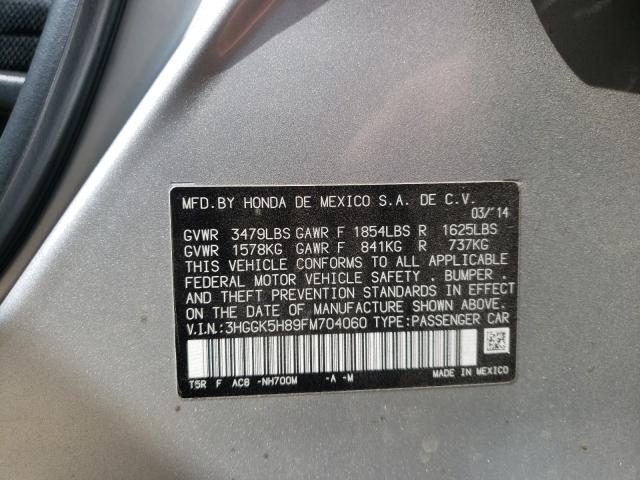 MFD.BY HONDA DE MEXICO S.A. DE C.V.
03/'14
GVWR 3479LBS GAWR F 1854LBS R 1625LBS
GVWR 1578KG GAWR F 841KG R 737KG
THIS VEHICLE CONFORMS TO ALL APPLICABLE
FEDERAL MOTOR VEHICLE SAFETY . BUMPER .
AND THEFT PREVENTION STANDARDS IN EFFECT
ON THE DATE OF MANUFACTURE SHOWN ABOVE.
V.I.N.:3HGGK5H89FM704060 TYPE:PASSENGER CAR
T5R F AC8 -NH700M -A -M
MADE IN MEXICO